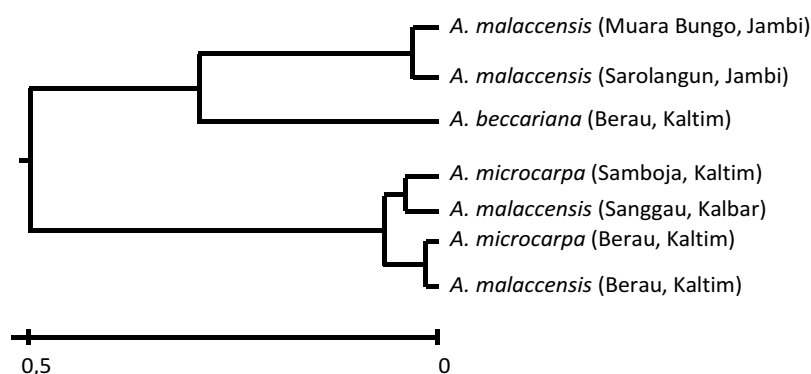 A. malaccensis (Muara Bungo, Jambi)
A. malaccensis (Sarolangun, Jambi)
A. beccariana (Berau, Kaltim)
A. microcarpa (Samboja, Kaltim)
A. malaccensis (Sanggau, Kalbar)
A. microcarpa (Berau, Kaltim)
A. malaccensis (Berau, Kaltim)
0,5 0